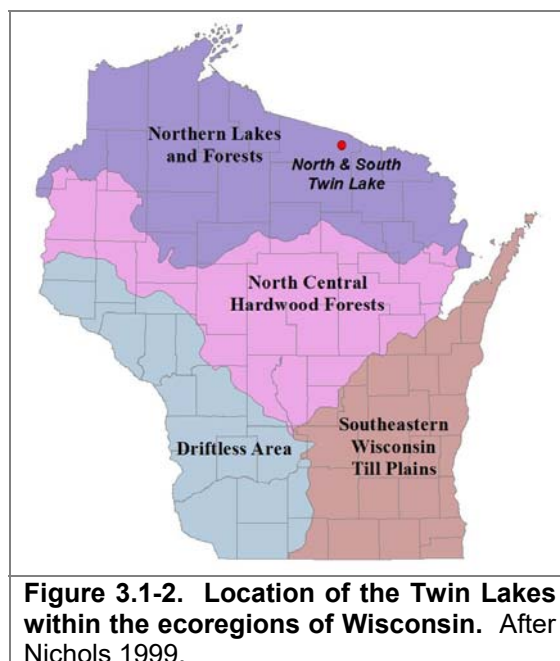 Northern Lakes
and Forests
North & South
Twin Lake
North Central
Hardwood Forests
Southeastern
Wisconsin
Till Plains
Driftless Area
Figure 3.1-2. Location of the Twin Lakes
within the ecoregions of Wisconsin. After
Nichols 1999.